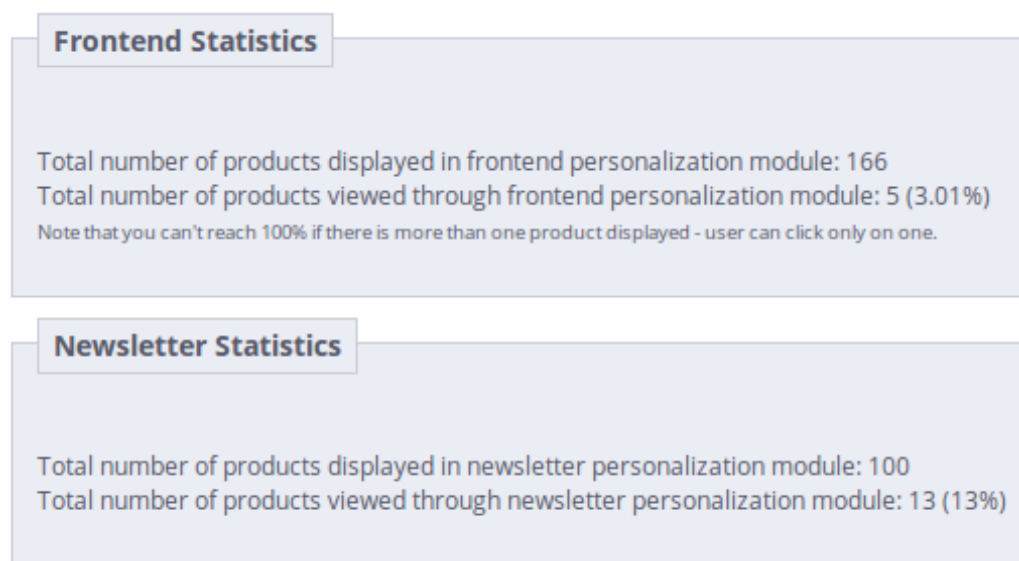 Frontend Statistics
Total number of products displayed in frontend personalization module: 166
Total number of products viewed through frontend personalization module: 5 (3.01%)
Note that you can't reach 100% if there is more than one product displayed - user can click only on one.
Newsletter Statistics
Total number of products displayed in newsletter personalization module: 100
Total number of products viewed through newsletter personalization module: 13 (13%)